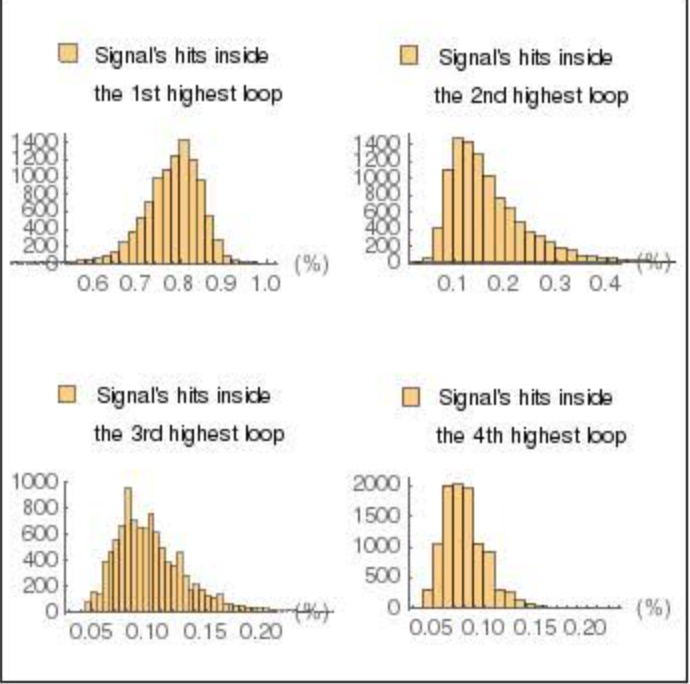 Signal's hits inside
the 1st highest loop
1400
1200
1000
800
600
400
200
0
(%)
0.6 0.7 0.8 0.9 1.0
Signal's hits inside
the 2nd highest loop
1400
1200
1000
800
600
400
200
0
(%)
0.1 0.2 0.3 0.4
Signal's hits inside
the 3rd highest loop
1000
800
600
400
200
0
(%)
0.05 0.10 0.15 0.20
Signal's hits inside
the 4th highest loop
2000
1500
1000
500
0
(%)
0.05 0.10 0.15 0.20